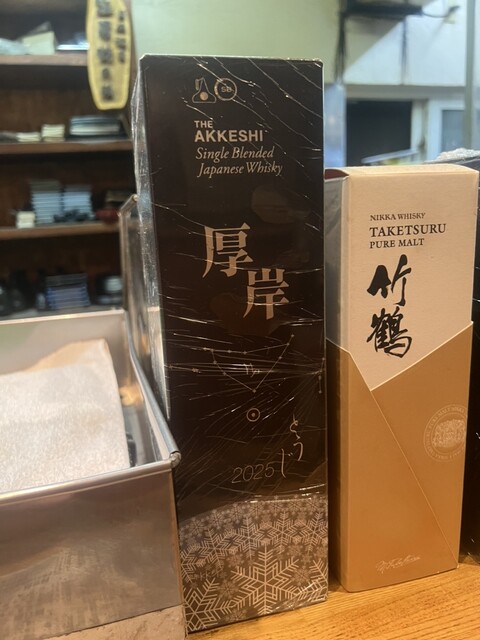 SB
THE
AKKESHI
Single Blended
Japanese Whisky
厚岸
とうじ
2025
NIKKA WHISKY
TAKETSURU
PURE MALT
竹鶴